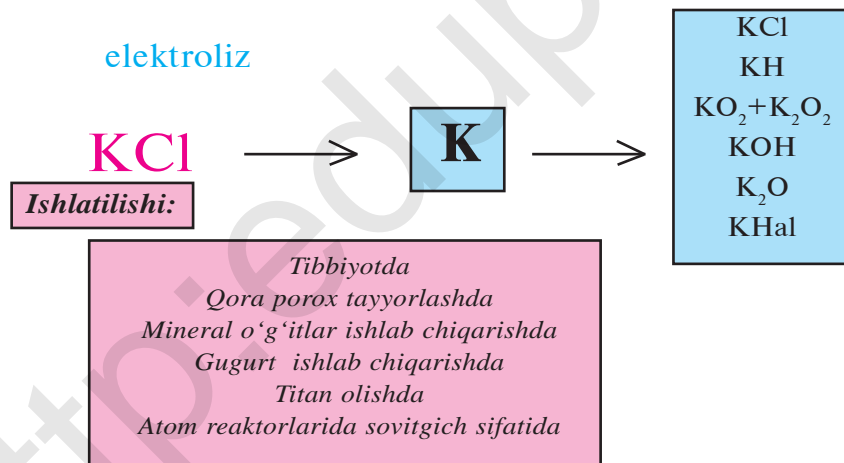 elektroliz
KCl
K
KCl
KH
KO₂+K₂O₂
KOH
K₂O
KHal
Ishlatilishi:
Tibbiyotda
Qora porox tayyorlashda
Mineral o‘g‘itlar ishlab chiqarishda
Gugurt ishlab chiqarishda
Titan olishda
Atom reaktorlarida sovitgich sifatida